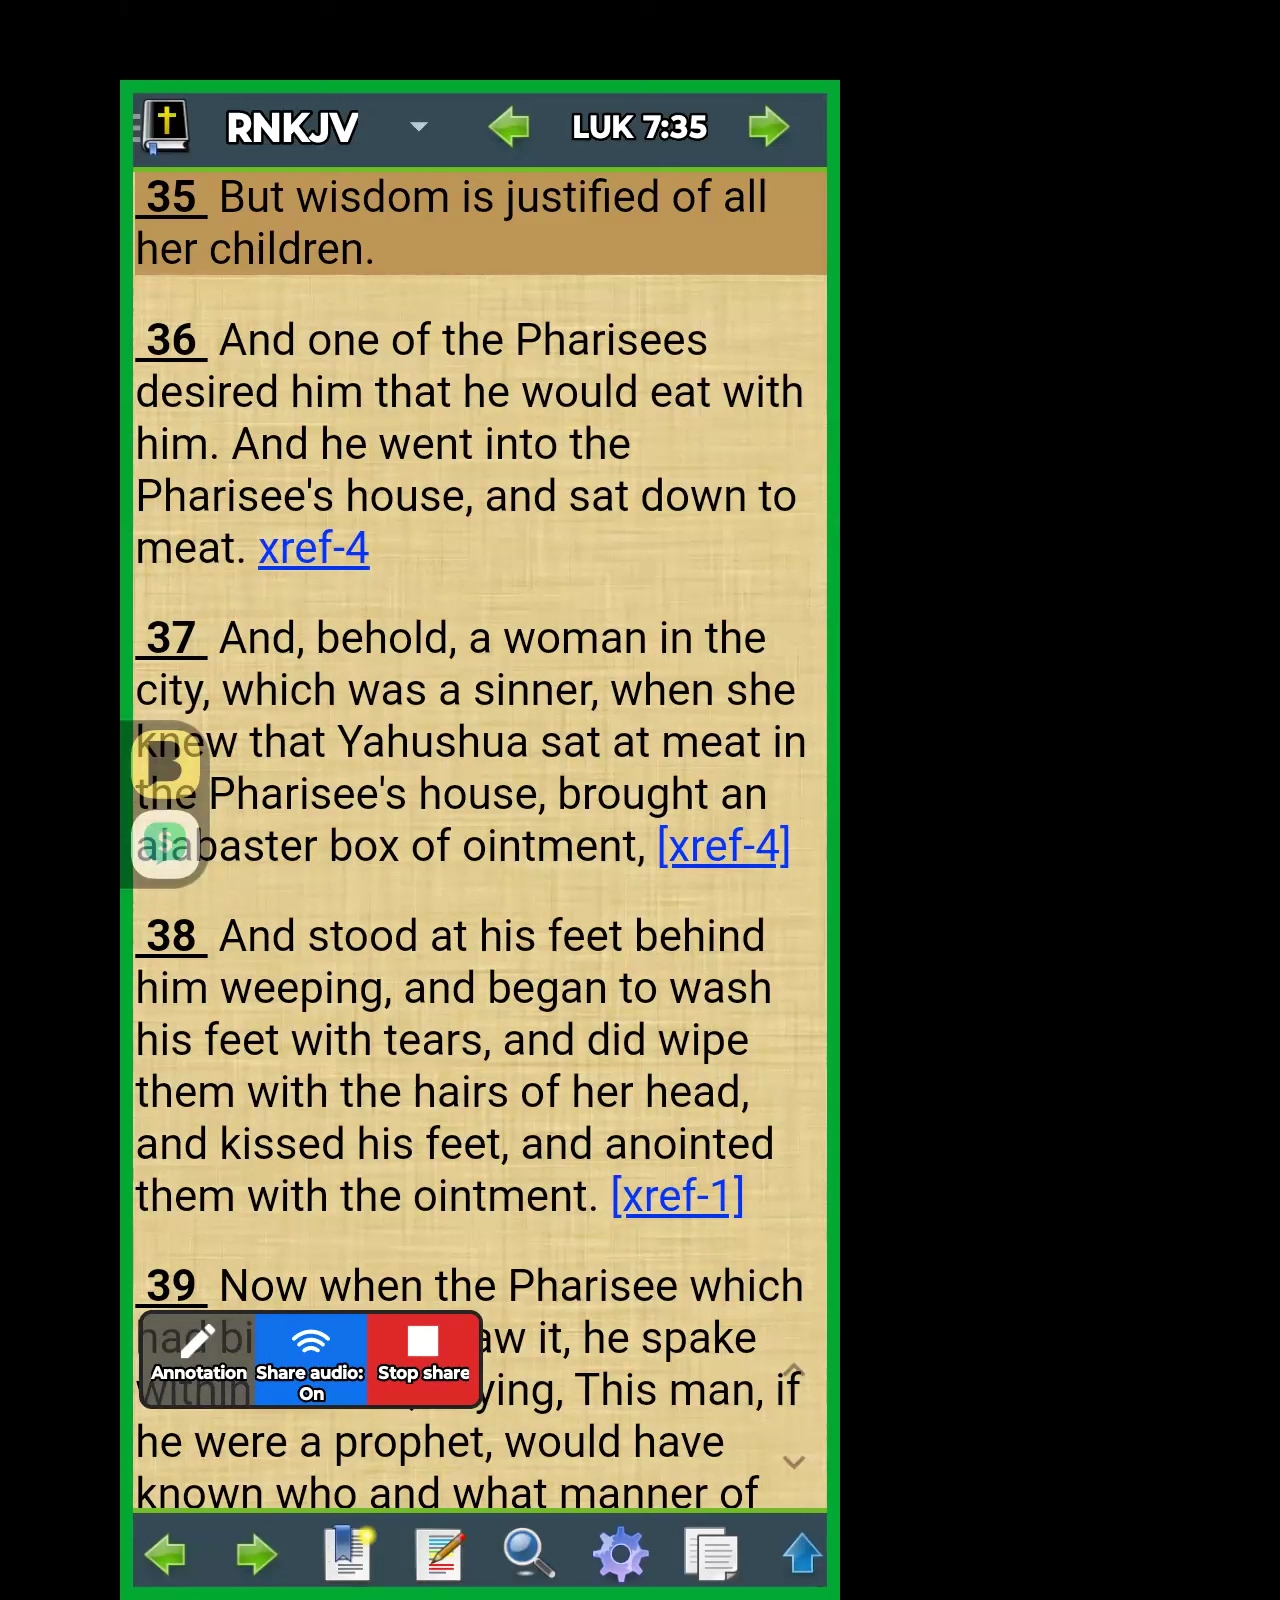 RNKJV LUK 7:35
35 But wisdom is justified of all
her children.
36 And one of the Pharisees
desired him that he would eat with
him. And he went into the
Pharisee's house, and sat down to
meat. xref-4
37 And, behold, a woman in the
city, which was a sinner, when she
knew that Yahushua sat at meat in
the Pharisee's house, brought an
alabaster box of ointment, [xref-4]
38 And stood at his feet behind
him weeping, and began to wash
his feet with tears, and did wipe
them with the hairs of her head,
and kissed his feet, and anointed
them with the ointment. [xref-1]
39 Now when the Pharisee which
had it, he spake
within This man, if
he were a prophet, would have
known who and what manner of
B
$
Annotation
Share audio:
On
Stop share